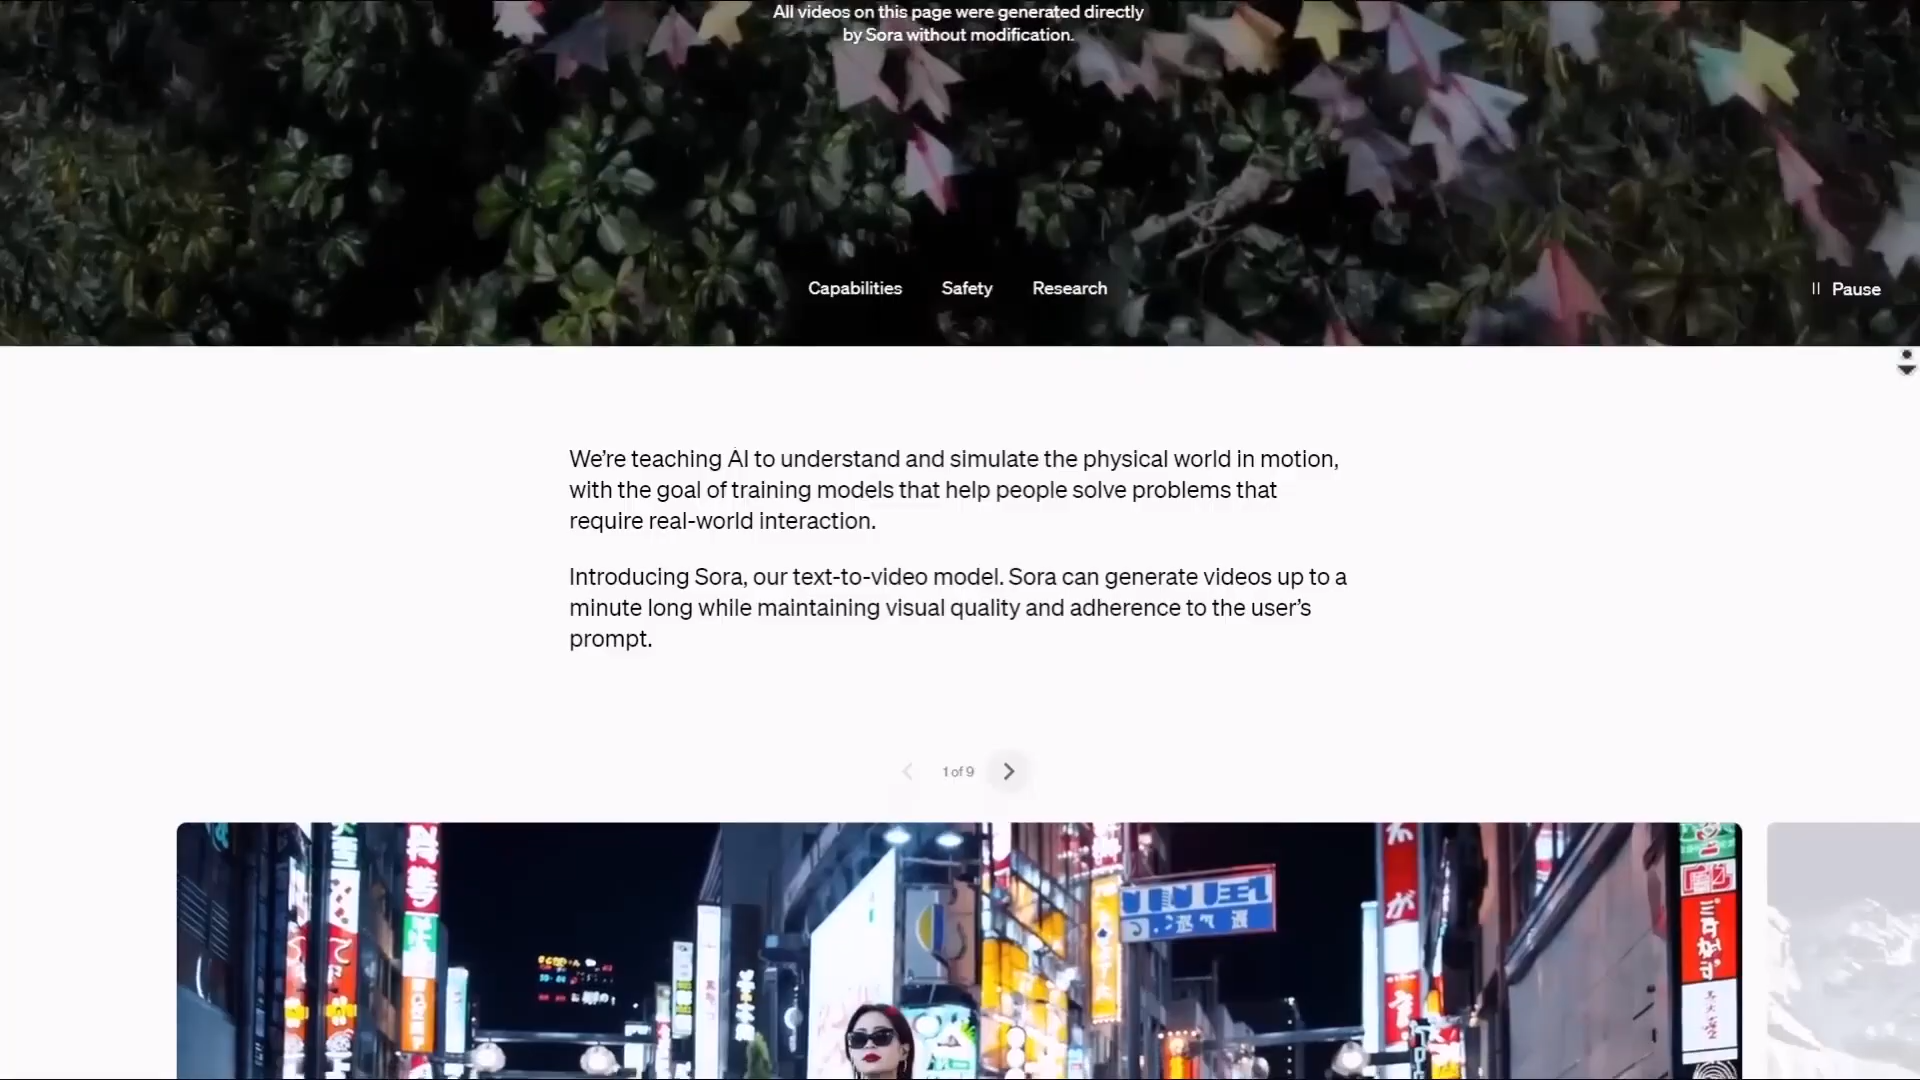 All videos on this page were generated directly
by Sora without modification.
Capabilities Safety Research
Pause
We’re teaching AI to understand and simulate the physical world in motion,
with the goal of training models that help people solve problems that
require real-world interaction.
Introducing Sora, our text-to-video model. Sora can generate videos up to a
minute long while maintaining visual quality and adherence to the user’s
prompt.
1 of 9